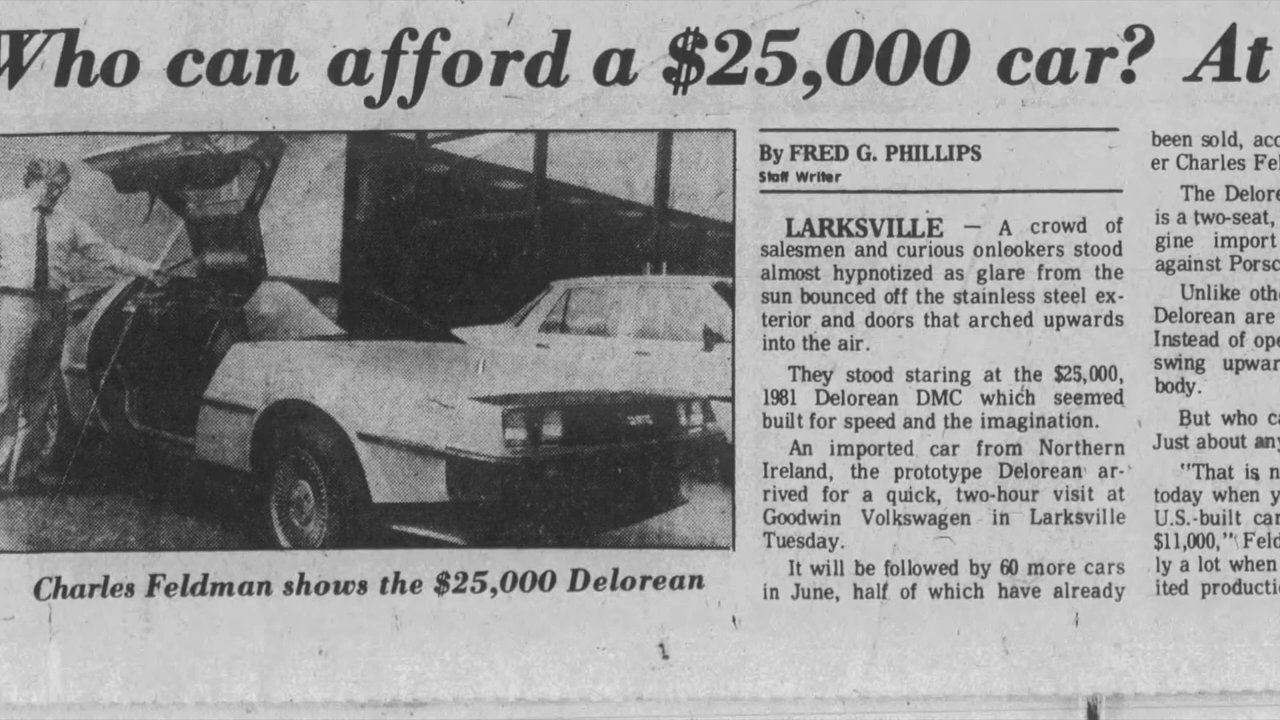 Who can afford a $25,000 car? At
By FRED G. PHILLIPS
Staff Writer
LARKSVILLE — A crowd of
salesmen and curious onlookers stood
almost hypnotized as glare from the
sun bounced off the stainless steel ex-
terior and doors that arched upwards
into the air.
They stood staring at the $25,000,
1981 Delorean DMC which seemed
built for speed and the imagination.
An imported car from Northern
Ireland, the prototype Delorean ar-
rived for a quick, two-hour visit at
Goodwin Volkswagen in Larksville
Tuesday.
It will be followed by 60 more cars
in June, half of which have already
been sold, acc
er Charles Fel
The Delore
is a two-seat,
gine import
against Porsc
Unlike othe
Delorean are
Instead of ope
swing upwar
body.
But who ca
Just about any
"That is n
today when y
U.S.-built car
$11,000," Feld
ly a lot when
ited producti
Charles Feldman shows the $25,000 Delorean